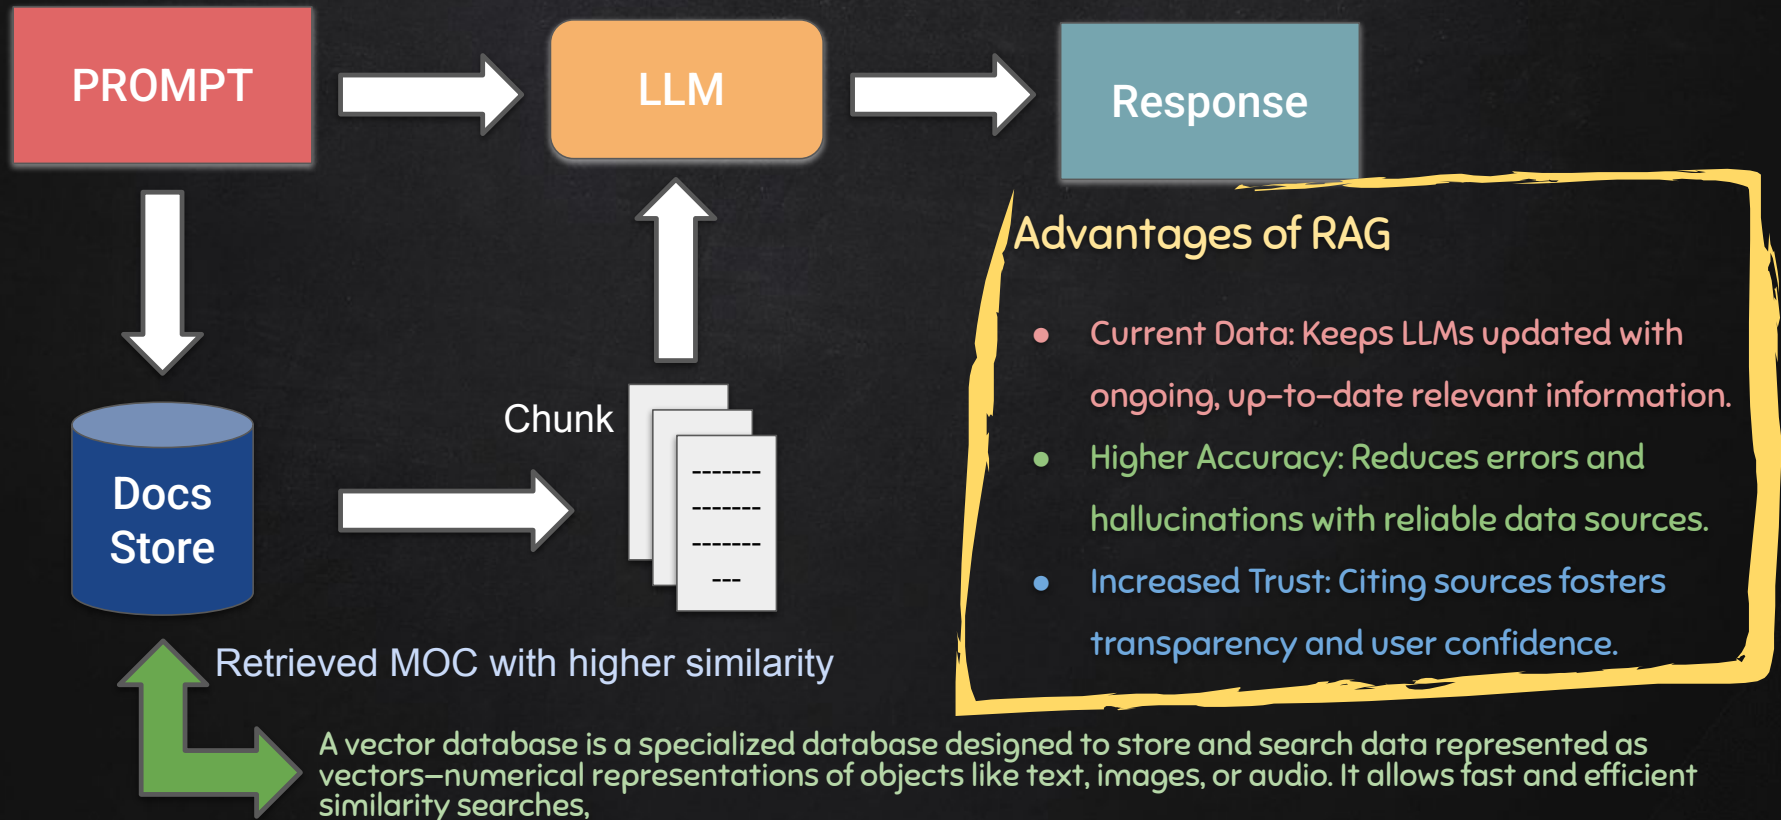 PROMPT
LLM
Response
Advantages of RAG
● Current Data: Keeps LLMs updated with
ongoing, up-to-date relevant information.
● Higher Accuracy: Reduces errors and
hallucinations with reliable data sources.
● Increased Trust: Citing sources fosters
transparency and user confidence.
Chunk
-------
-------
-------
---
Docs
Store
Retrieved MOC with higher similarity
A vector database is a specialized database designed to store and search data represented as
vectors—numerical representations of objects like text, images, or audio. It allows fast and efficient
similarity searches,